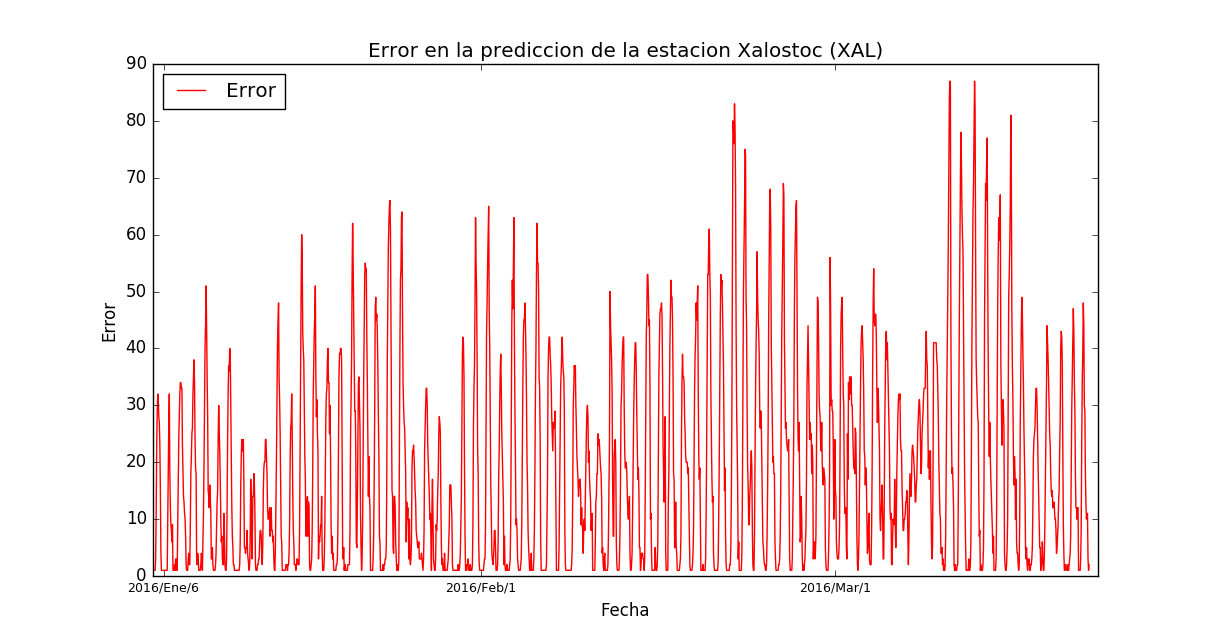 Error en la prediccion de la estacion Xalostoc (XAL)
Error
90
80
70
60
50
40
30
20
10
0
Error
2016/Ene/6
2016/Feb/1
2016/Mar/1
Fecha